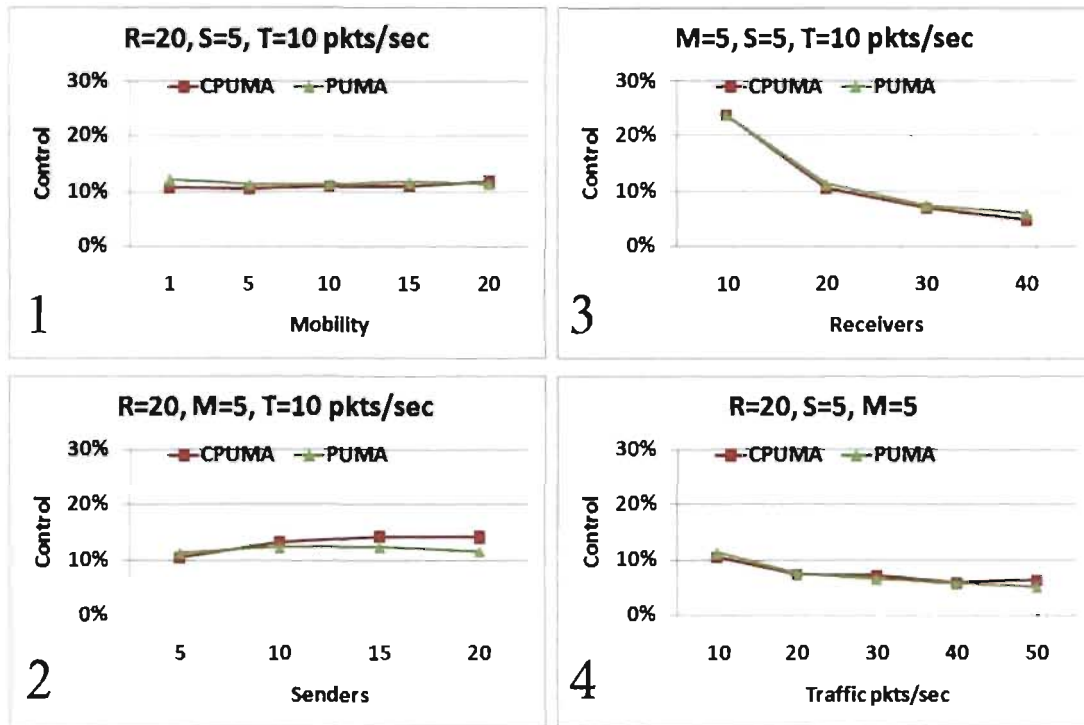 R=20, S=5, T=10 pkts/sec
30%
CPUMA PUMA
20%
10%
0%
Control
1 5 10 15 20
Mobility
1
M=5, S=5, T=10 pkts/sec
30%
CPUMA PUMA
20%
10%
0%
Control
10 20 30 40
Receivers
3
R=20, M=5, T=10 pkts/sec
30%
CPUMA PUMA
20%
10%
0%
Control
5 10 15 20
Senders
2
R=20, S=5, M=5
30%
CPUMA PUMA
20%
10%
0%
Control
10 20 30 40 50
Traffic pkts/sec
4